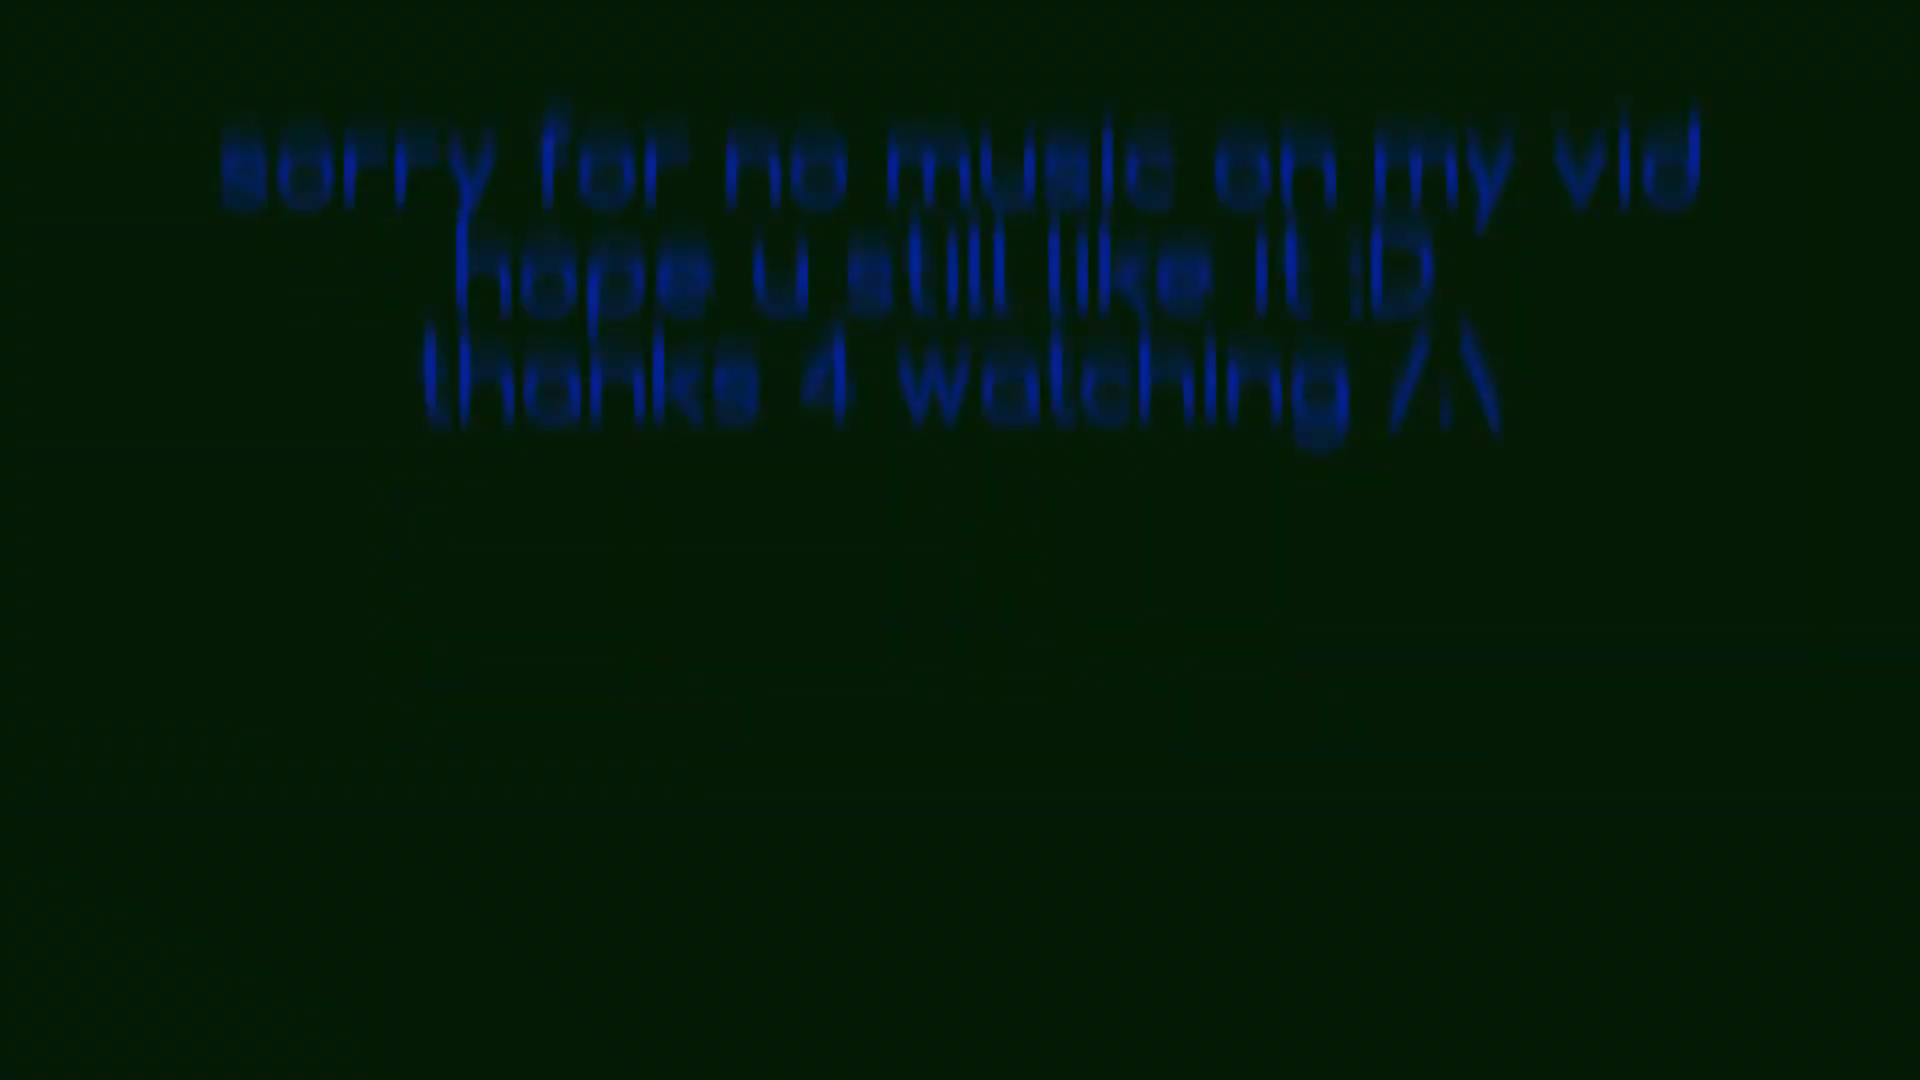 sorry for no music on my vid
hope u still like it :D
thanks 4 watching /.\